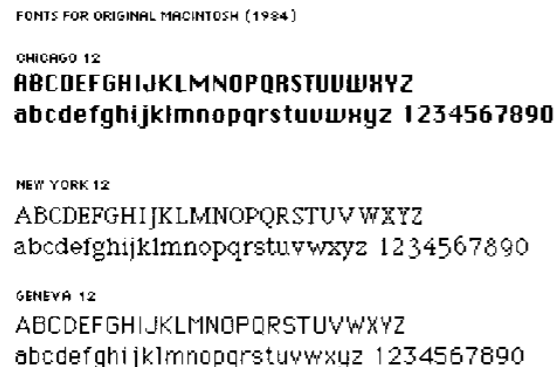 FONTS FOR ORIGINAL MACINTOSH (1984)
CHICAGO 12
ABCDEFGHIJKLMNOPQRSTUVWXYZ
abcdefghijklmnopqrstuvwxyz 1234567890
NEW YORK 12
ABCDEFGHIJKLMNOPQRSTUVWXYZ
abcdefghijklmnopqrstuvwxyz 1234567890
GENEVA 12
ABCDEFGHIJKLMNOPQRSTUVWXYZ
abcdefghijklmnopqrstuvwxyz 1234567890